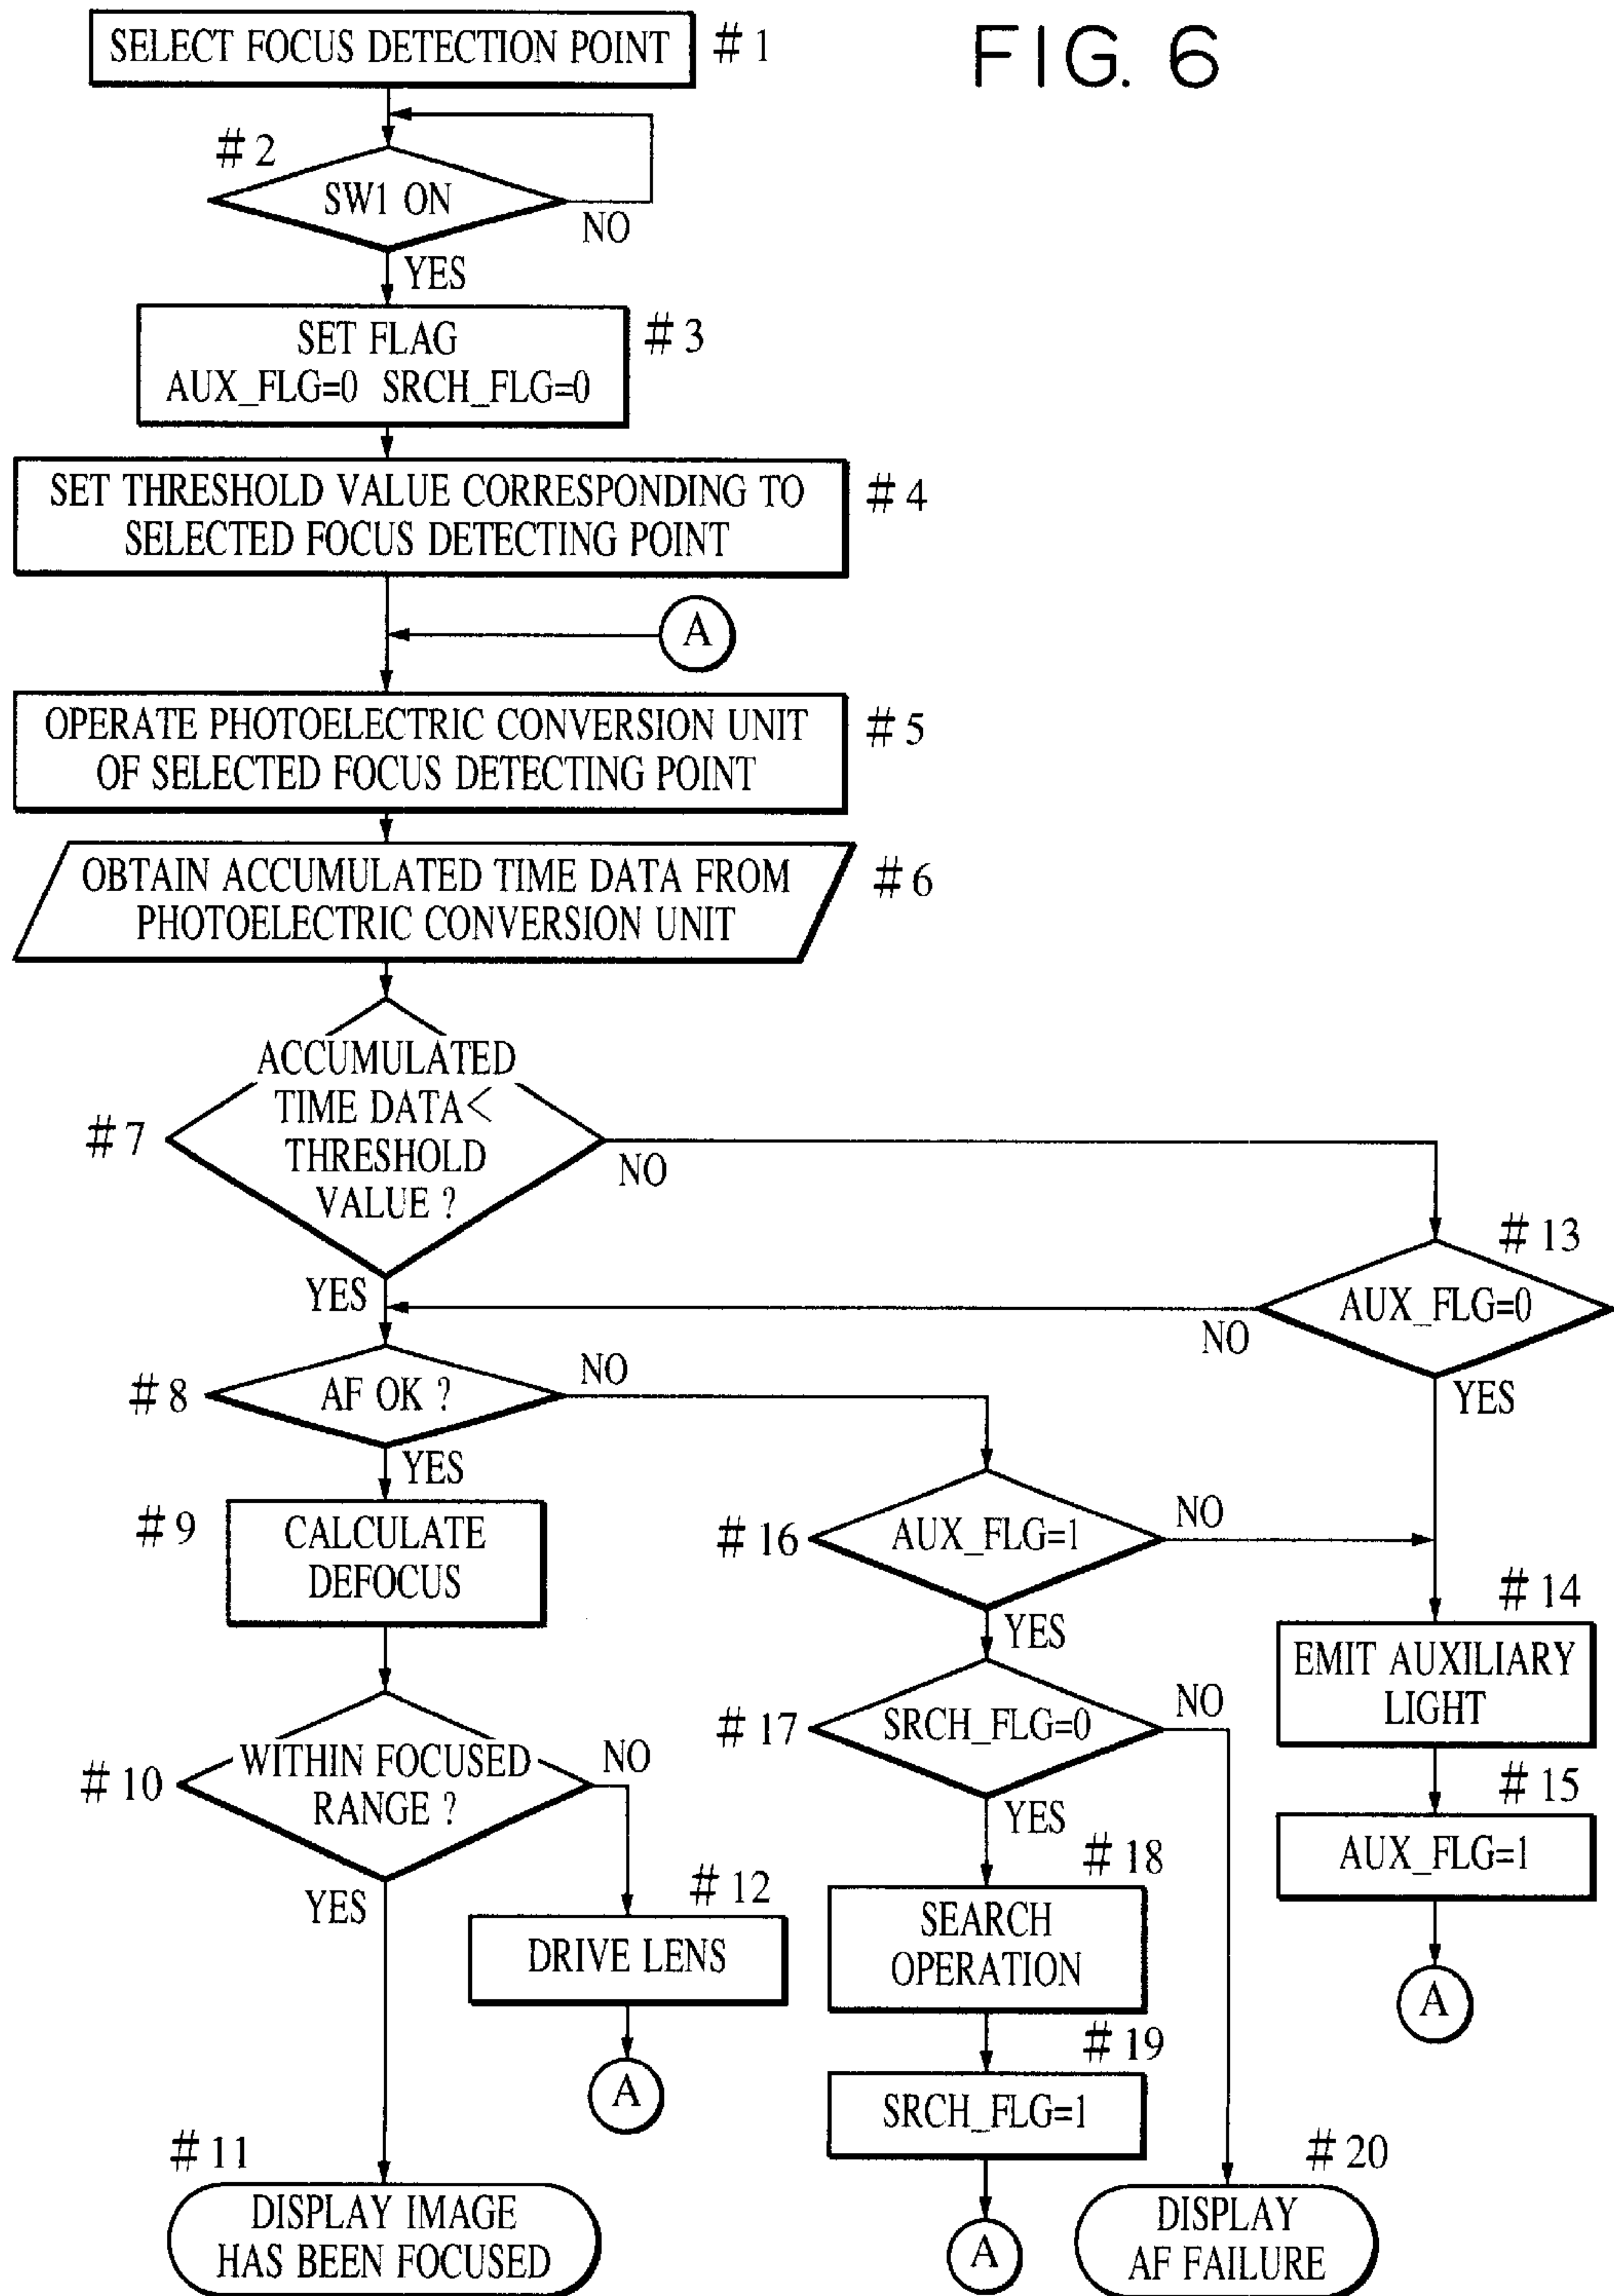 FIG. 6
SELECT FOCUS DETECTION POINT
#1
#2
SW1 ON
NO
YES
SET FLAG
AUX_FLG=0 SRCH_FLG=0
#3
SET THRESHOLD VALUE CORRESPONDING TO
SELECTED FOCUS DETECTING POINT
#4
A
OPERATE PHOTOELECTRIC CONVERSION UNIT
OF SELECTED FOCUS DETECTING POINT
#5
OBTAIN ACCUMULATED TIME DATA FROM
PHOTOELECTRIC CONVERSION UNIT
#6
#7
ACCUMULATED
TIME DATA<
THRESHOLD
VALUE ?
NO
YES
#13
AUX_FLG=0
NO
YES
#8
AF OK ?
NO
YES
#9
CALCULATE
DEFOCUS
#16
AUX_FLG=1
NO
YES
#14
EMIT AUXILIARY
LIGHT
#10
WITHIN FOCUSED
RANGE ?
NO
YES
#17
SRCH_FLG=0
NO
YES
#15
AUX_FLG=1
A
#12
DRIVE LENS
A
#18
SEARCH
OPERATION
#19
SRCH_FLG=1
A
#11
DISPLAY IMAGE
HAS BEEN FOCUSED
#20
DISPLAY
AF FAILURE